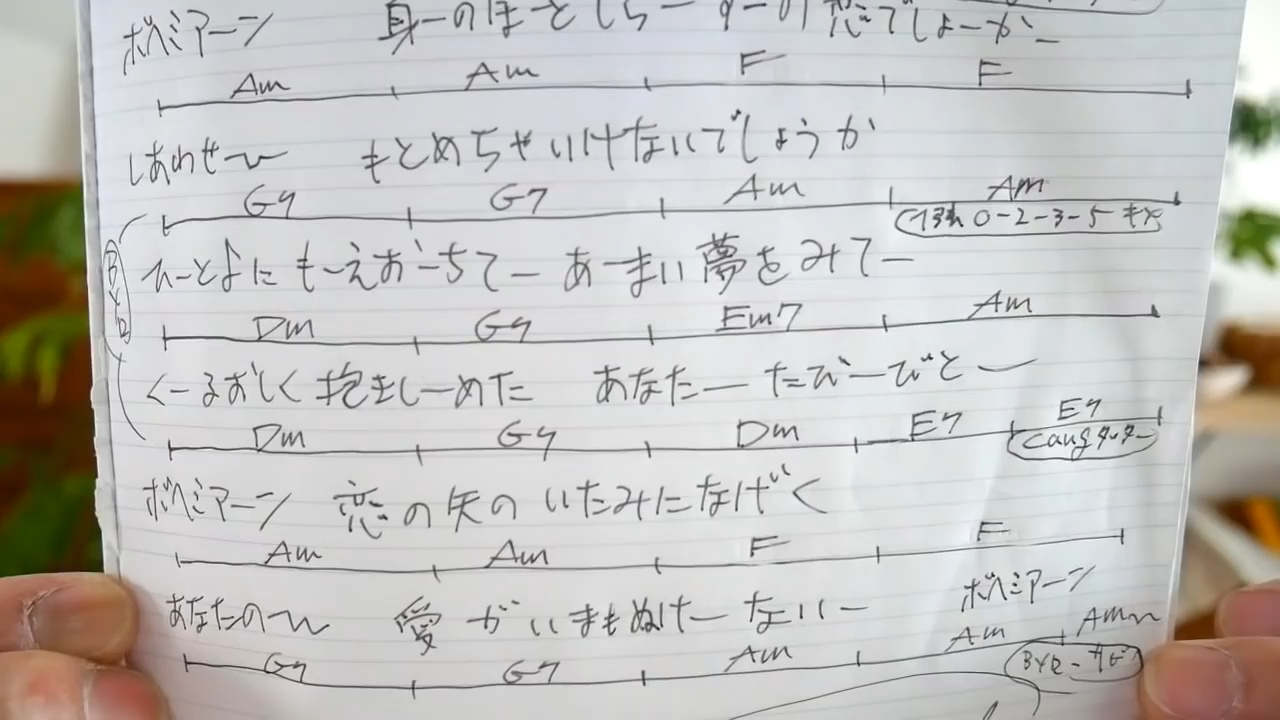 ボヘミアーン 身ーのほーどしらーずーの恋でしょーかー
Am Am F F
しあわせ〜 もとめちゃいけないでしょうか
G7 G7 Am Am
0-2-3-5
ひーとよに もーえおーちてー あーまい夢をみてー
Dm G7 Em7 Am
くーるおしく抱きしーめた あなたー たびーびとー
Dm G7 Dm E7 E7
aug
ボヘミアーン 恋の矢の いたみになげく
Am Am F F
あなたの〜 愛がいまもぬけーないー ボヘミアーン
G7 G7 Am Am Am〜